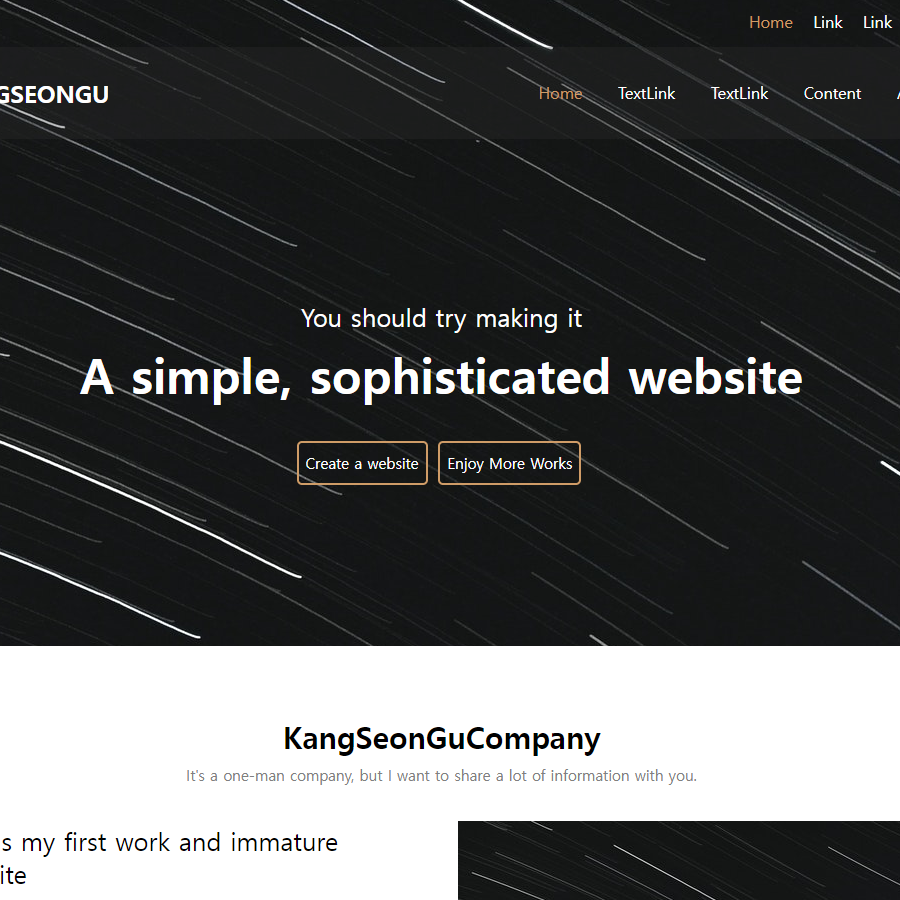 Home Link Link
GSEONGU
Home TextLink TextLink Content
You should try making it
A simple, sophisticated website
Create a website Enjoy More Works
KangSeonGuCompany
It's a one-man company, but I want to share a lot of information with you.
s my first work and immature
ite